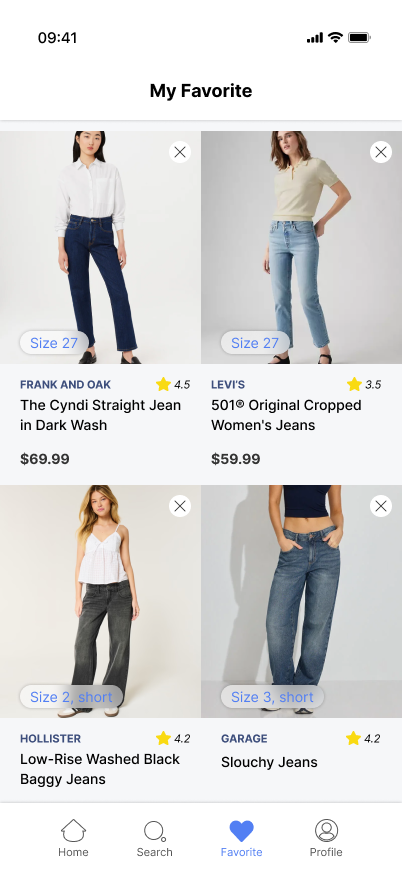 09:41
My Favorite
Size 27
Size 27
FRANK AND OAK
4.5
The Cyndi Straight Jean
in Dark Wash
$69.99
LEVI'S
3.5
501® Original Cropped
Women's Jeans
$59.99
Size 2, short
Size 3, short
HOLLISTER
4.2
Low-Rise Washed Black
Baggy Jeans
GARAGE
4.2
Slouchy Jeans
Home
Search
Favorite
Profile